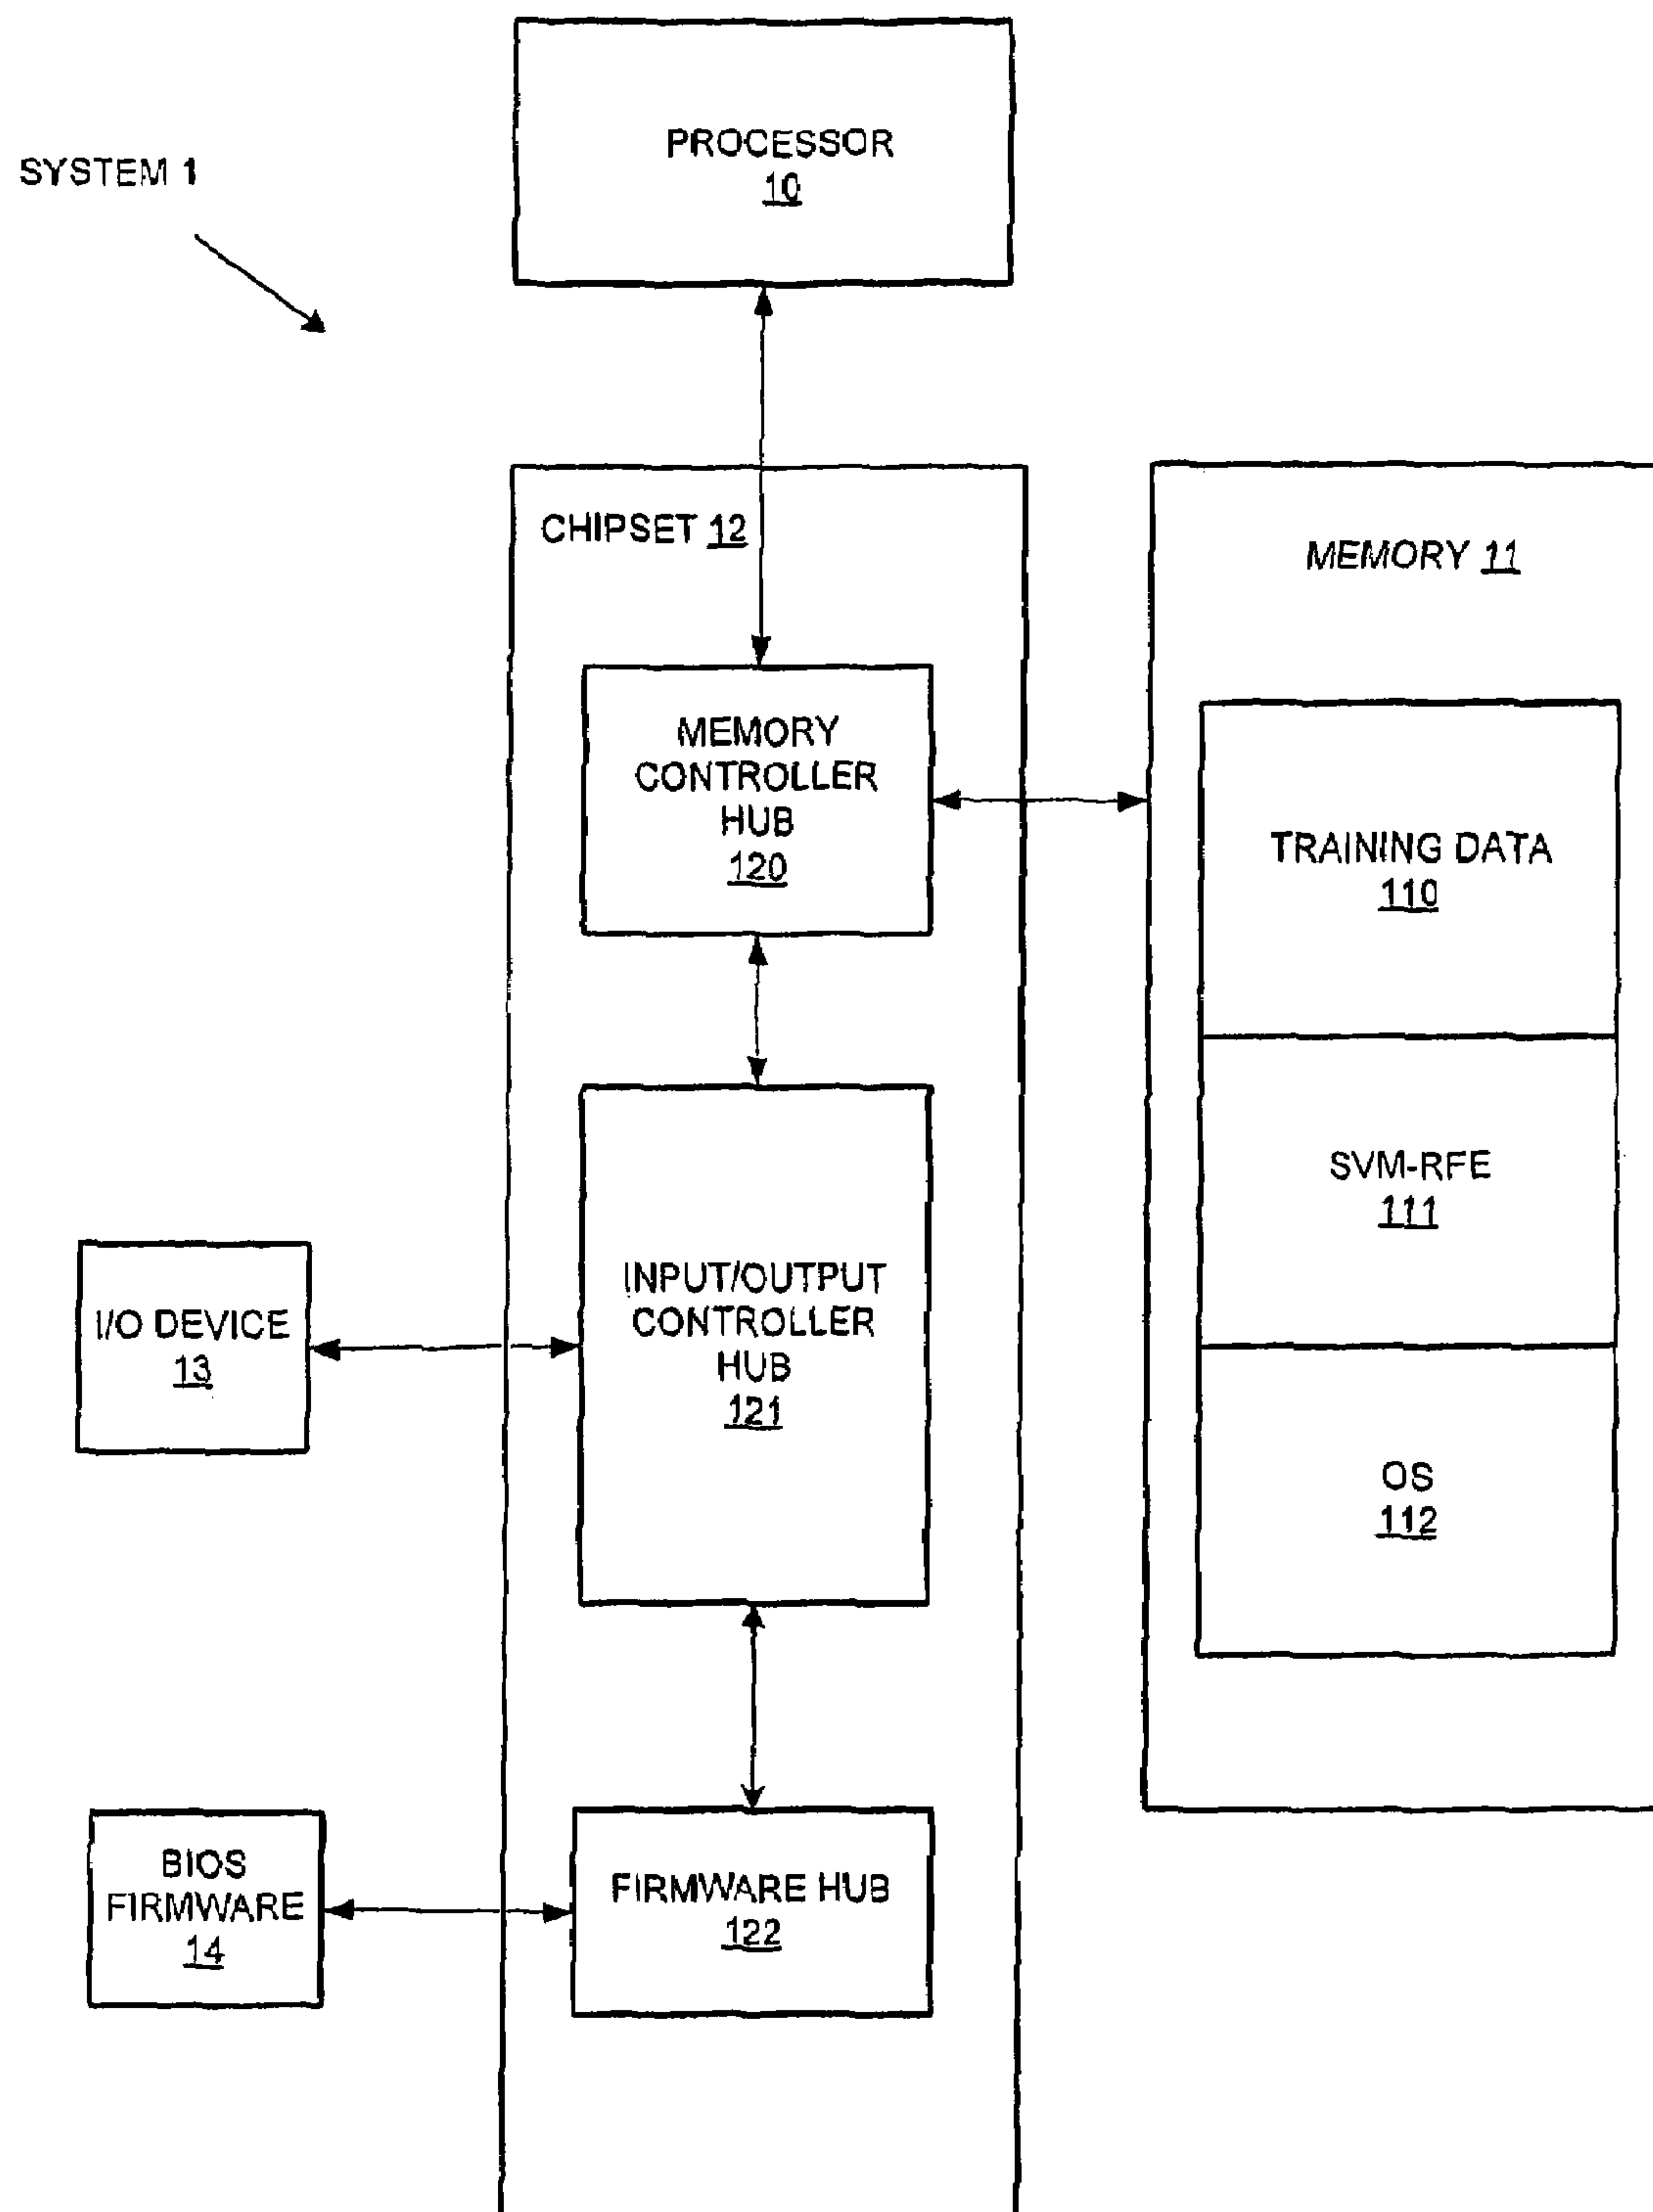 PROCESSOR
10
SYSTEM 1
CHIPSET 12
MEMORY 11
MEMORY
CONTROLLER
HUB
120
TRAINING DATA
110
SVM-RFE
111
INPUT/OUTPUT
CONTROLLER
HUB
121
I/O DEVICE
13
OS
112
BIOS
FIRMWARE
14
FIRMWARE HUB
122